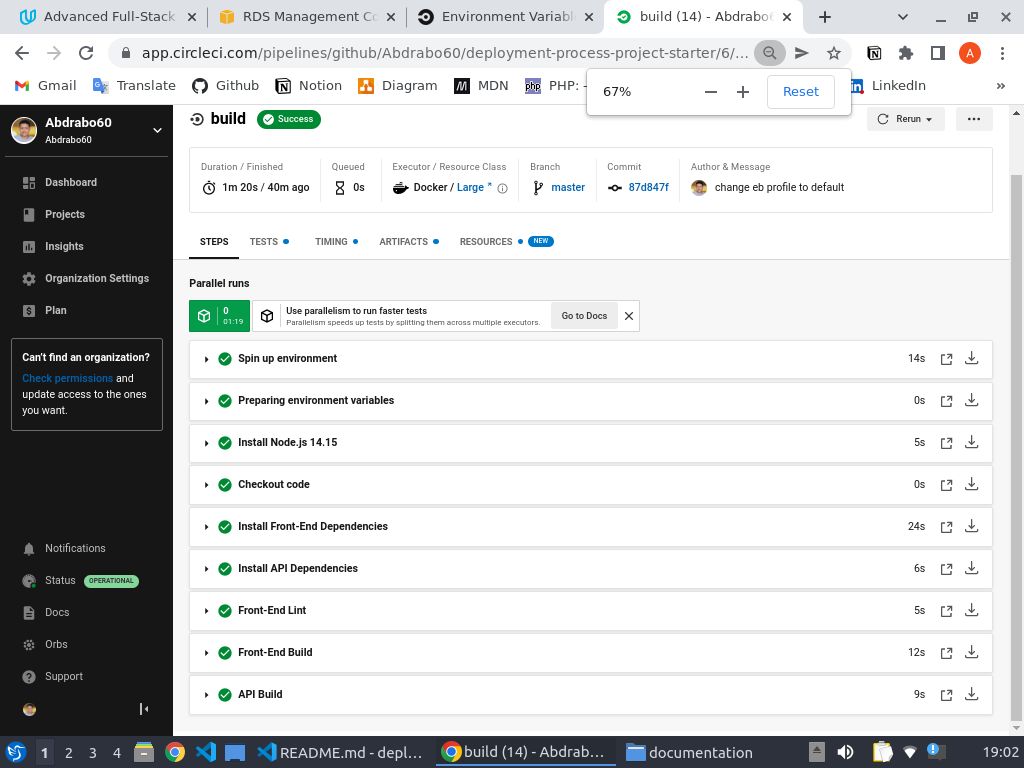 Advanced Full-Stack
RDS Management Co
Environment Variabl
build (14) - Abdrabo6
app.circleci.com/pipelines/github/Abdrabo60/deployment-process-project-starter/6/...
A
Gmail
Translate
Github
Notion
Diagram
MDN
PHP: -
LinkedIn
»
67%
Reset
Abdrabo60
Abdrabo60
Dashboard
Projects
Insights
Organization Settings
Plan
Can't find an organization?
Check permissions and
update access to the ones
you want.
Notifications
Status OPERATIONAL
Docs
Orbs
Support
build Success
Rerun
Duration / Finished
1m 20s / 40m ago
Queued
0s
Executor / Resource Class
Docker / Large
Branch
master
Commit
87d847f
Author & Message
change eb profile to default
STEPS
TESTS
TIMING
ARTIFACTS
RESOURCES NEW
Parallel runs
0
01:19
Use parallelism to run faster tests
Parallelism speeds up tests by splitting them across multiple executors.
Go to Docs
Spin up environment 14s
Preparing environment variables 0s
Install Node.js 14.15 5s
Checkout code 0s
Install Front-End Dependencies 24s
Install API Dependencies 6s
Front-End Lint 5s
Front-End Build 12s
API Build 9s
1 2 3 4
README.md - depl...
build (14) - Abdrab...
documentation
19:02